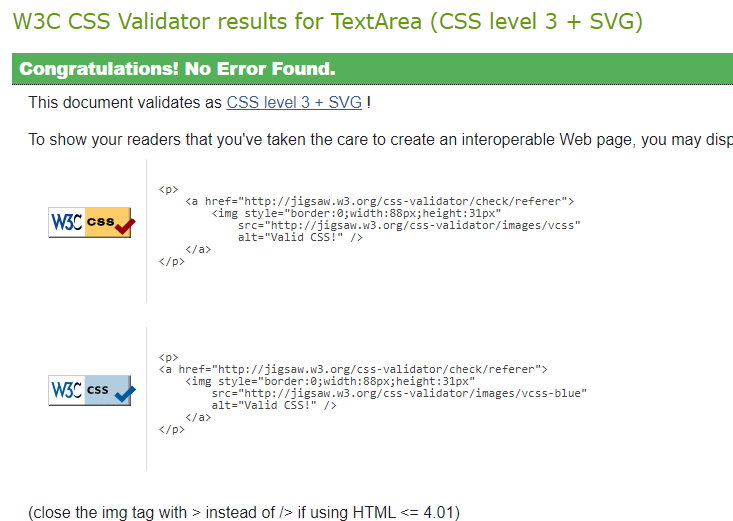 W3C CSS Validator results for TextArea (CSS level 3 + SVG)
Congratulations! No Error Found.
This document validates as CSS level 3 + SVG !
To show your readers that you've taken the care to create an interoperable Web page, you may disp
W3C css
<p>
<a href="http://jigsaw.w3.org/css-validator/check/referer">
<img style="border:0;width:88px;height:31px"
src="http://jigsaw.w3.org/css-validator/images/vcss"
alt="Valid CSS!" />
</a>
</p>
W3C css
<p>
<a href="http://jigsaw.w3.org/css-validator/check/referer">
<img style="border:0;width:88px;height:31px"
src="http://jigsaw.w3.org/css-validator/images/vcss-blue"
alt="Valid CSS!" />
</a>
</p>
(close the img tag with > instead of /> if using HTML <= 4.01)